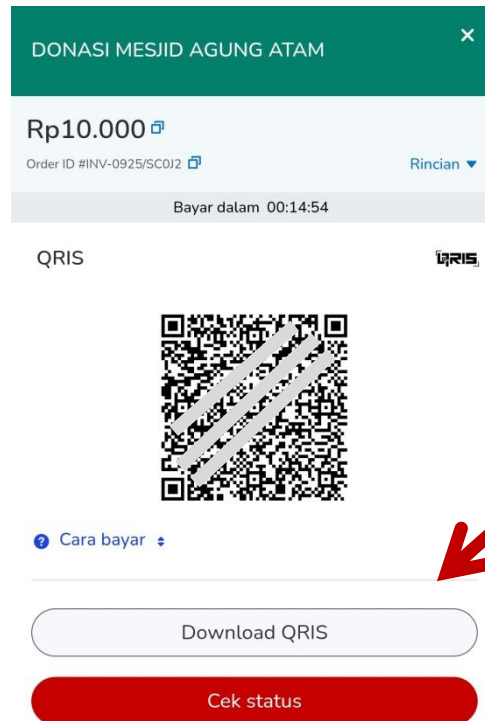 DONASI MESJID AGUNG ATAM
Rp10.000
Order ID #INV-0925/SC0J2
Rincian
Bayar dalam 00:14:54
QRIS
QRIS
Cara bayar
Download QRIS
Cek status